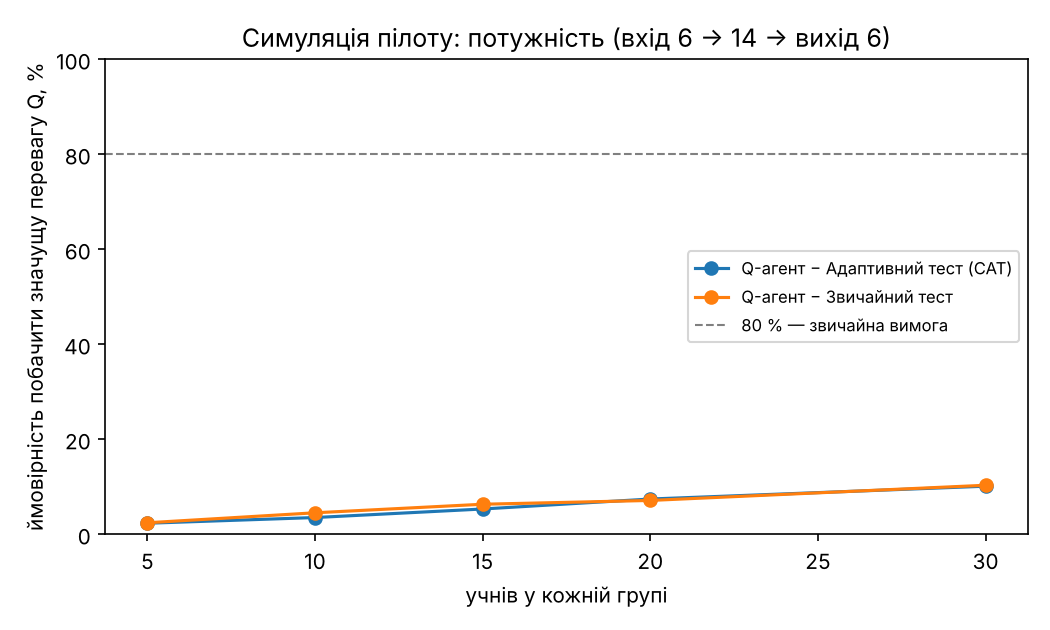 Симуляція пілоту: потужність (вхід 6 → 14 → вихід 6)
ймовірність побачити значущу перевагу Q, %
100
80
60
40
20
0
Q-агент − Адаптивний тест (CAT)
Q-агент − Звичайний тест
80 % — звичайна вимога
5 10 15 20 25 30
учнів у кожній групі